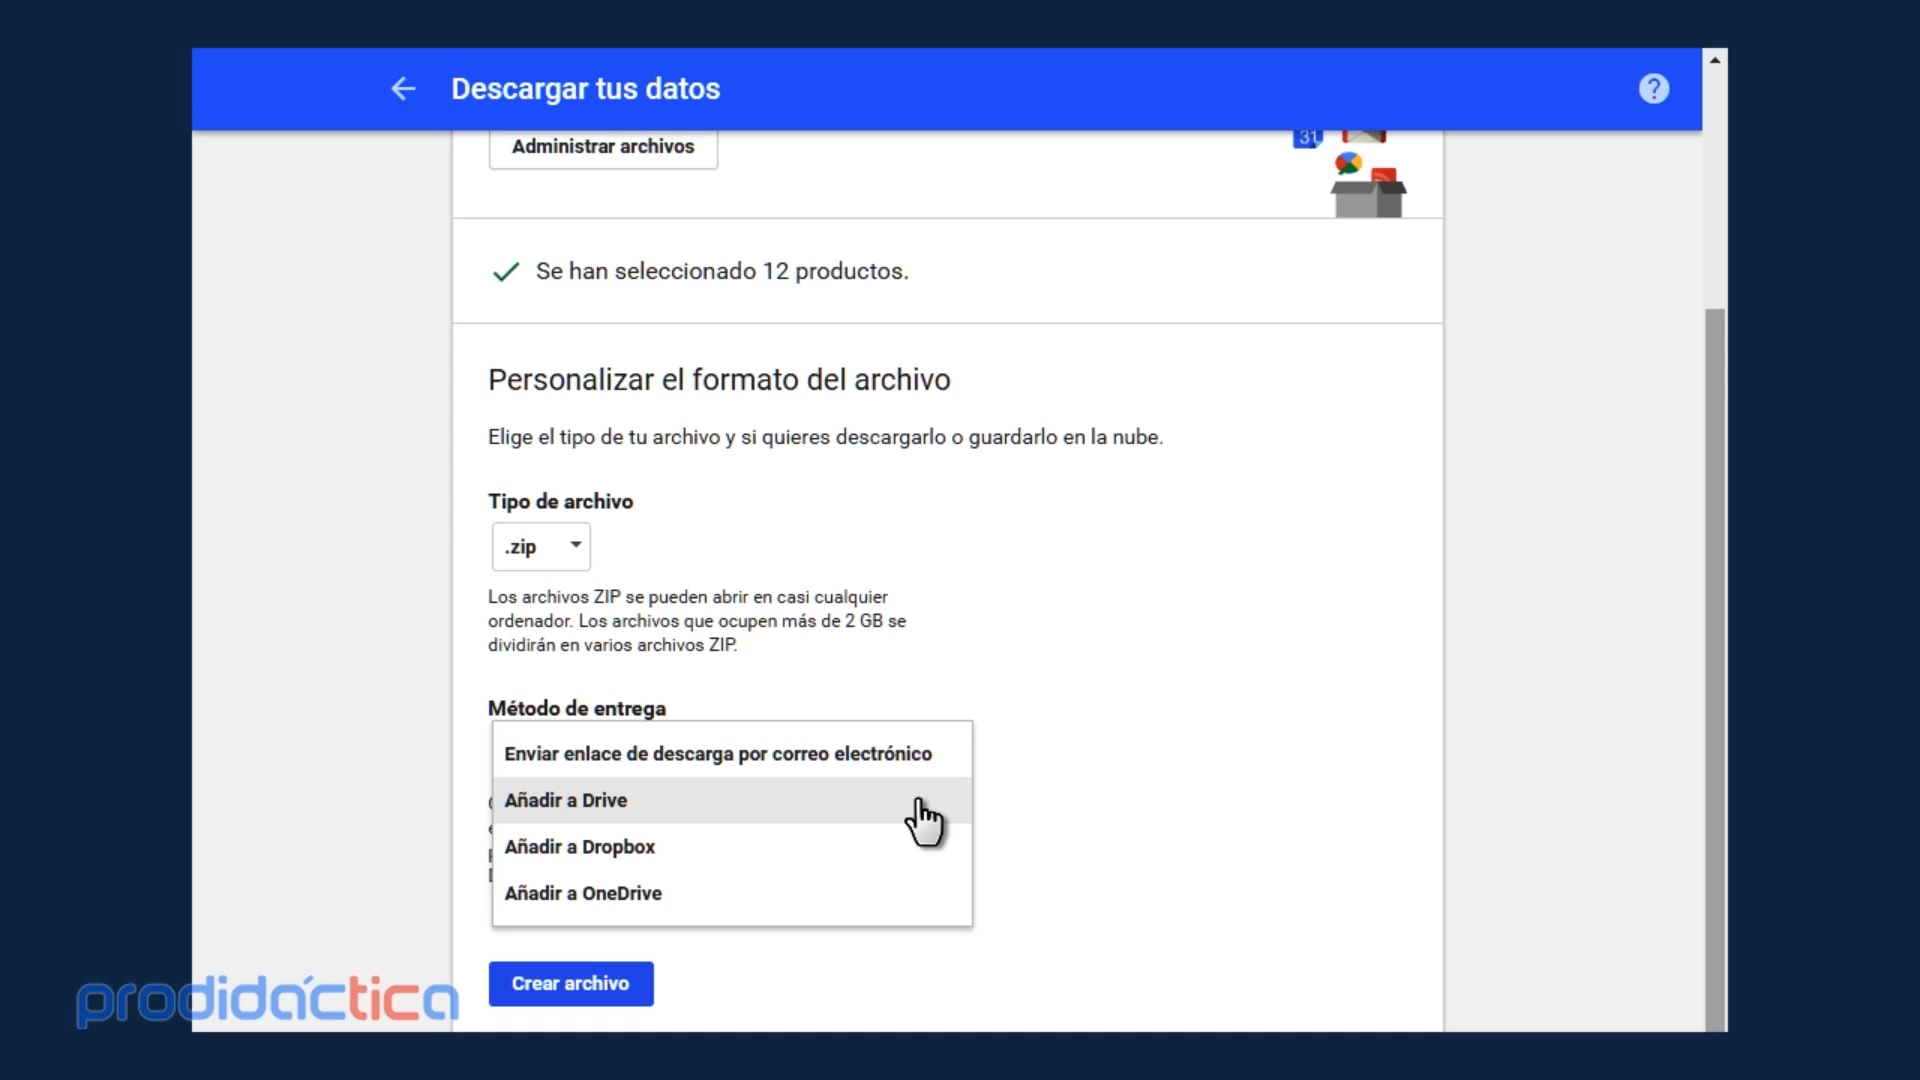 Descargar tus datos
?
Administrar archivos
31
Se han seleccionado 12 productos.
Personalizar el formato del archivo
Elige el tipo de tu archivo y si quieres descargarlo o guardarlo en la nube.
Tipo de archivo
.zip
Los archivos ZIP se pueden abrir en casi cualquier
ordenador. Los archivos que ocupen más de 2 GB se
dividirán en varios archivos ZIP.
Método de entrega
Enviar enlace de descarga por correo electrónico
Añadir a Drive
Añadir a Dropbox
Añadir a OneDrive
Crear archivo
prodidáctica